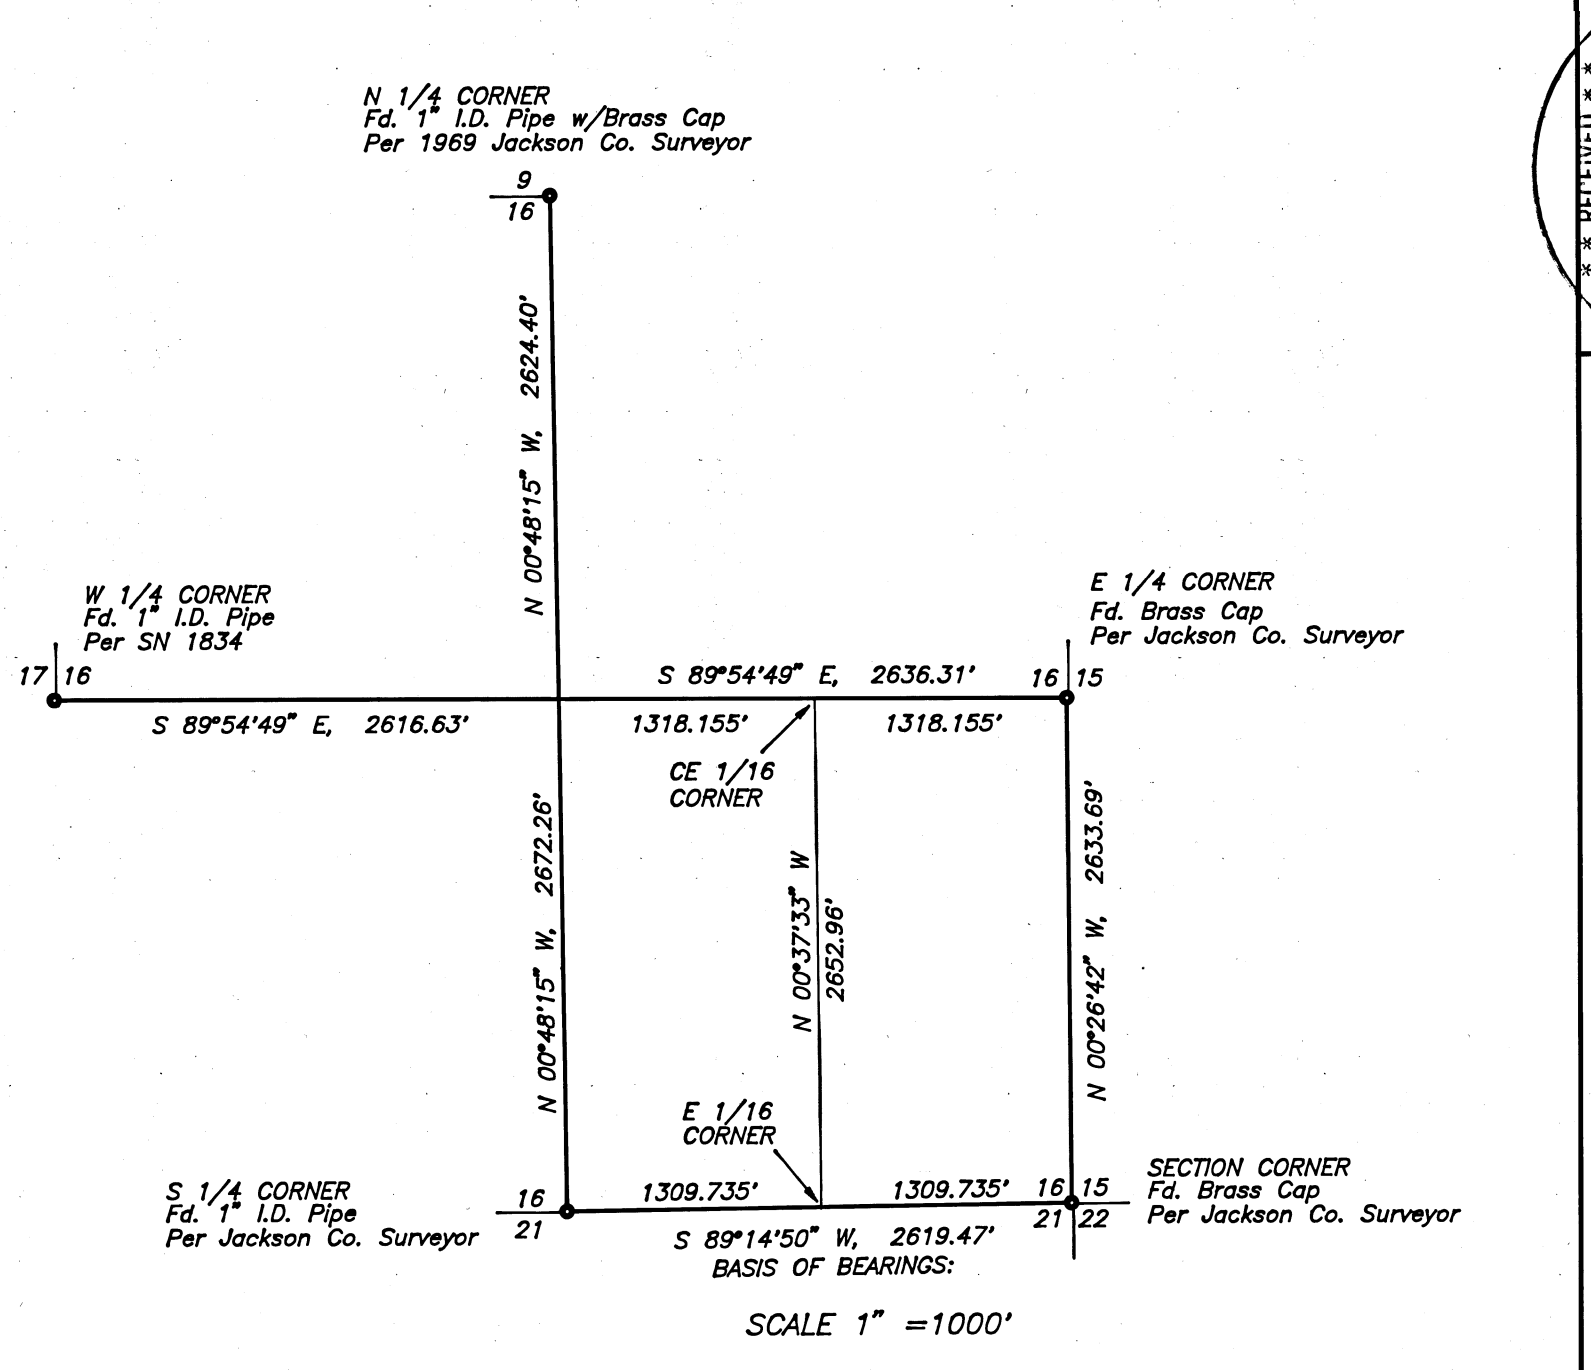 N 1/4 CORNER
Fd. 1" I.D. Pipe w/Brass Cap
Per 1969 Jackson Co. Surveyor
9
16
N 00°48'15" W, 2624.40'
W 1/4 CORNER
Fd. 1" I.D. Pipe
Per SN 1834
17 16
E 1/4 CORNER
Fd. Brass Cap
Per Jackson Co. Surveyor
16 15
S 89°54'49" E, 2636.31'
S 89°54'49" E, 2616.63'
1318.155'
1318.155'
CE 1/16
CORNER
N 00°48'15" W, 2672.26'
N 00°37'33" W
2652.96'
N 00°26'42" W, 2633.69'
E 1/16
CORNER
S 1/4 CORNER
Fd. 1" I.D. Pipe
Per Jackson Co. Surveyor
16
21
1309.735'
1309.735'
16 15
21 22
SECTION CORNER
Fd. Brass Cap
Per Jackson Co. Surveyor
S 89°14'50" W, 2619.47'
BASIS OF BEARINGS:
SCALE 1" =1000'
* * RECEIVED * *